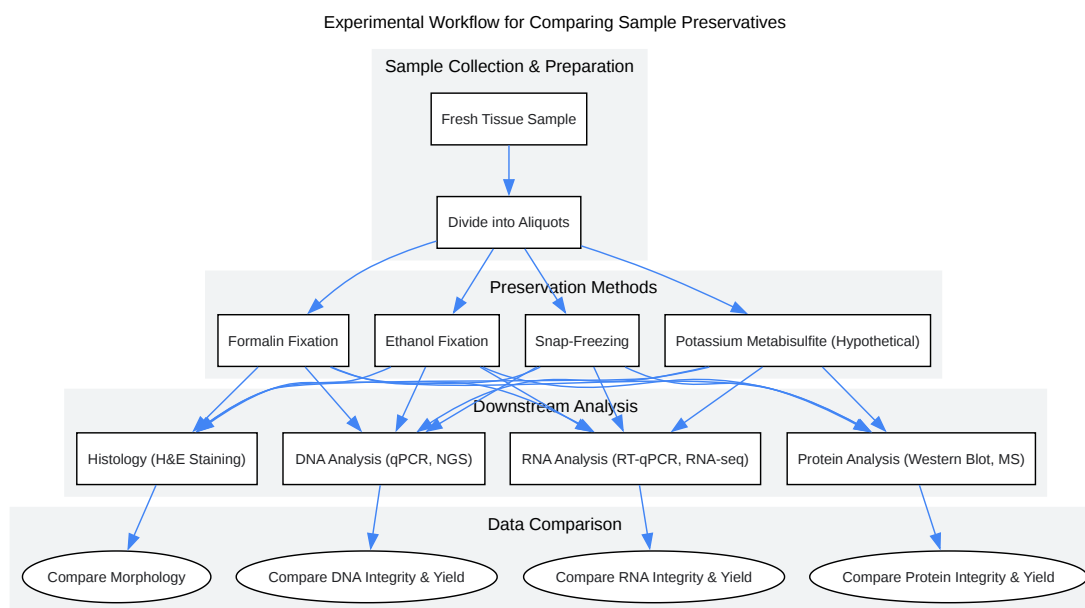 Experimental Workflow for Comparing Sample Preservatives
Sample Collection & Preparation
Fresh Tissue Sample
Divide into Aliquots
Preservation Methods
Formalin Fixation
Ethanol Fixation
Snap-Freezing
Potassium Metabisulfite (Hypothetical)
Downstream Analysis
Histology (H&E Staining)
DNA Analysis (qPCR, NGS)
RNA Analysis (RT-qPCR, RNA-seq)
Protein Analysis (Western Blot, MS)
Data Comparison
Compare Morphology
Compare DNA Integrity & Yield
Compare RNA Integrity & Yield
Compare Protein Integrity & Yield